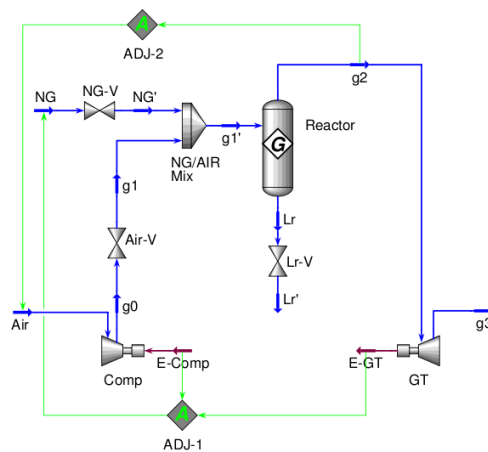 A
ADJ-2
NG
NG-V
NG'
g2
NG/AIR
Mix
g1'
G
Reactor
g1
Air-V
Lr
Lr-V
Lr'
g0
Air
g3
E-Comp
E-GT
Comp
GT
A
ADJ-1